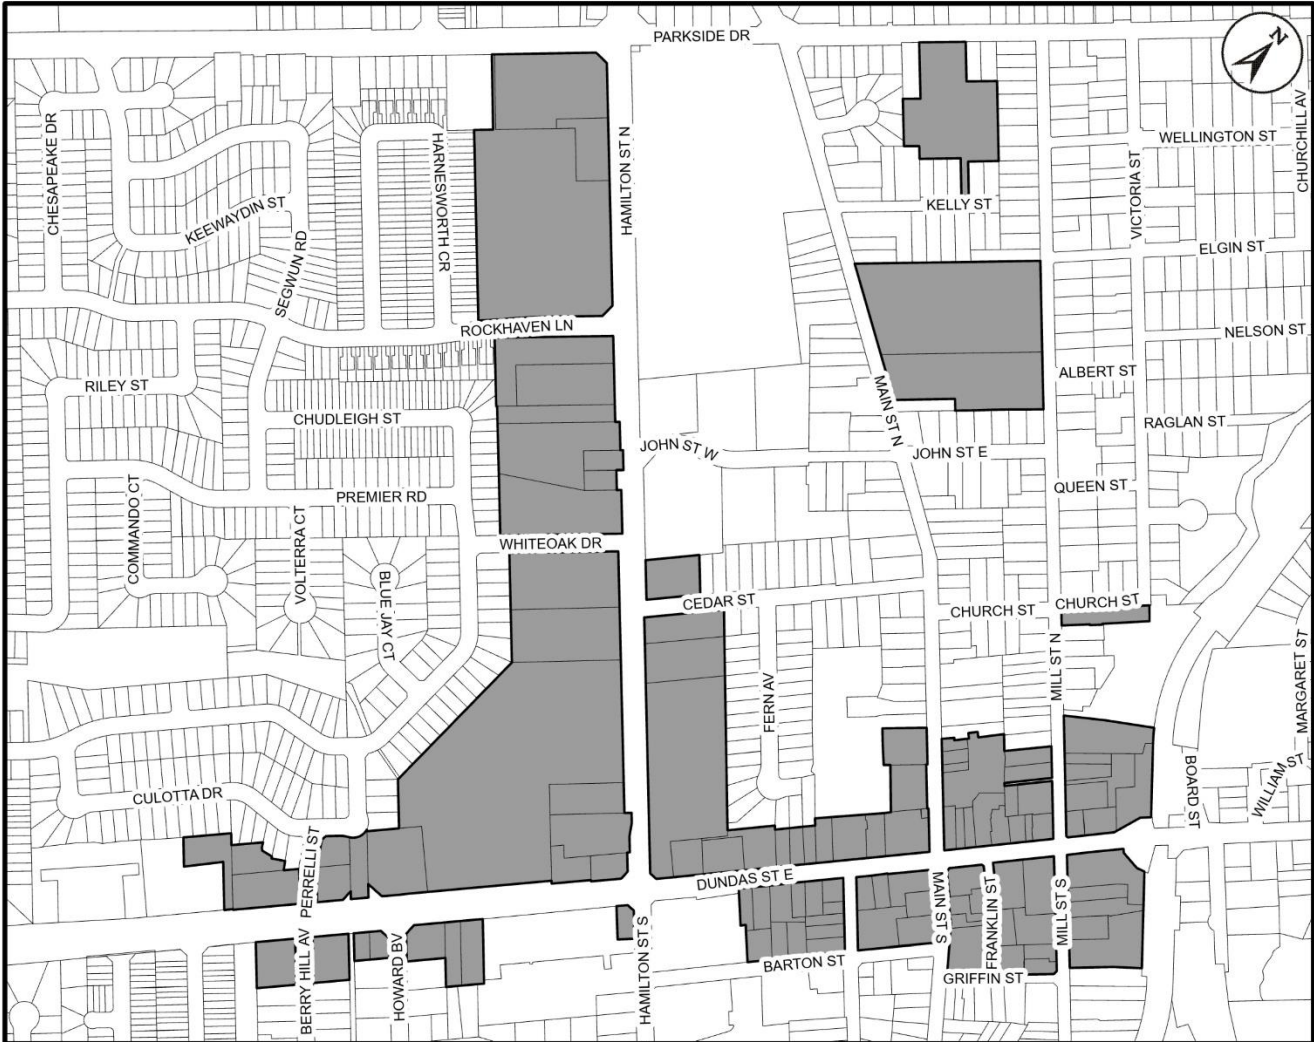 PARKSIDE DR
N
CHESAPEAKE DR
HARNESWORTH CR
HAMILTON ST N
WELLINGTON ST
VICTORIA ST
CHURCHILL AV
KEEWAYDIN ST
KELLY ST
SEGWUN RD
ELGIN ST
ROCKHAVEN LN
NELSON ST
RILEY ST
ALBERT ST
CHUDLEIGH ST
MAIN ST N
RAGLAN ST
JOHN ST W
JOHN ST E
PREMIER RD
QUEEN ST
COMMANDO CT
VOLTERRA CT
WHITEOAK DR
BLUE JAY CT
CEDAR ST
CHURCH ST
CHURCH ST
MILL ST N
MARGARET ST
FERN AV
CULOTTA DR
BOARD ST
WILLIAM ST
PERRELLI ST
DUNDAS ST E
BERRY HILL AV
HOWARD BV
HAMILTON ST S
BARTON ST
MAIN ST S
FRANKLIN ST
MILL ST S
GRIFFIN ST